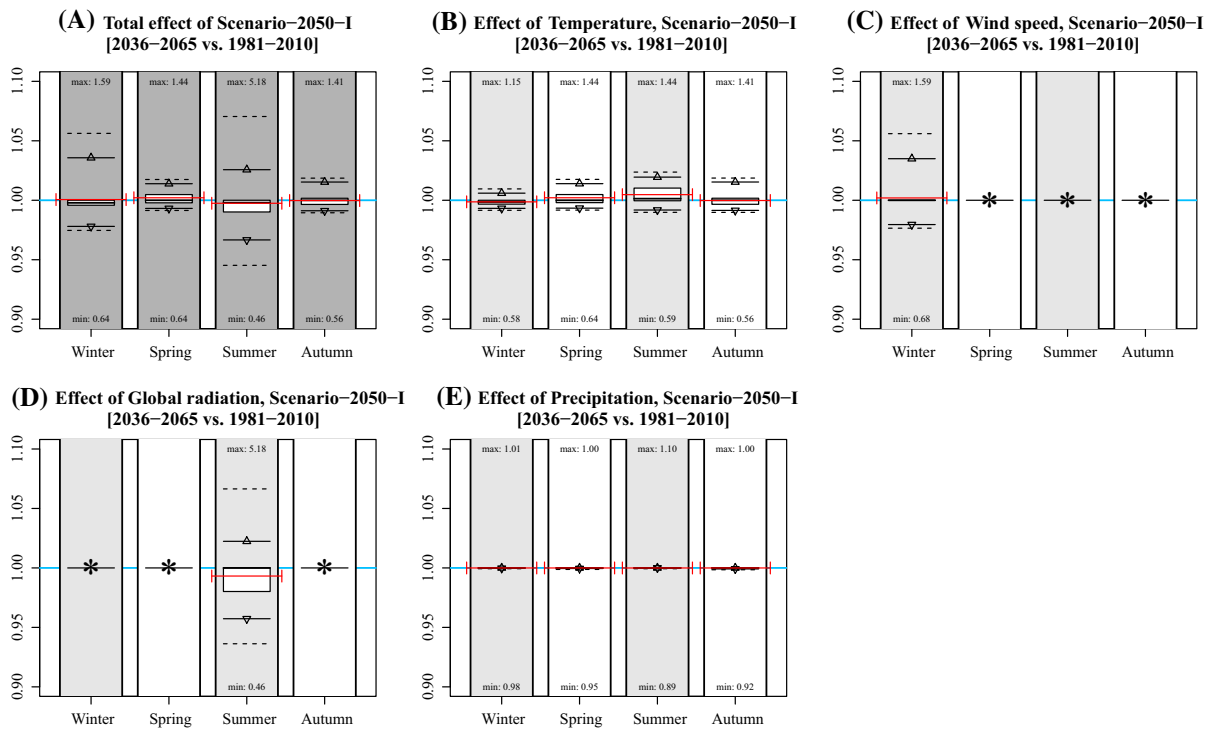 (A) Total effect of Scenario−2050−I
[2036−2065 vs. 1981−2010]
1.10
1.05
1.00
0.95
0.90
max: 1.59
max: 1.44
max: 5.18
max: 1.41
min: 0.64
min: 0.64
min: 0.46
min: 0.56
Winter
Spring
Summer
Autumn
(B) Effect of Temperature, Scenario−2050−I
[2036−2065 vs. 1981−2010]
1.10
1.05
1.00
0.95
0.90
max: 1.15
max: 1.44
max: 1.44
max: 1.41
min: 0.58
min: 0.64
min: 0.59
min: 0.56
Winter
Spring
Summer
Autumn
(C) Effect of Wind speed, Scenario−2050−I
[2036−2065 vs. 1981−2010]
1.10
1.05
1.00
0.95
0.90
max: 1.59
*
*
*
min: 0.68
Winter
Spring
Summer
Autumn
(D) Effect of Global radiation, Scenario−2050−I
[2036−2065 vs. 1981−2010]
1.10
1.05
1.00
0.95
0.90
max: 5.18
*
*
*
min: 0.46
Winter
Spring
Summer
Autumn
(E) Effect of Precipitation, Scenario−2050−I
[2036−2065 vs. 1981−2010]
1.10
1.05
1.00
0.95
0.90
max: 1.01
max: 1.00
max: 1.10
max: 1.00
min: 0.98
min: 0.95
min: 0.89
min: 0.92
Winter
Spring
Summer
Autumn